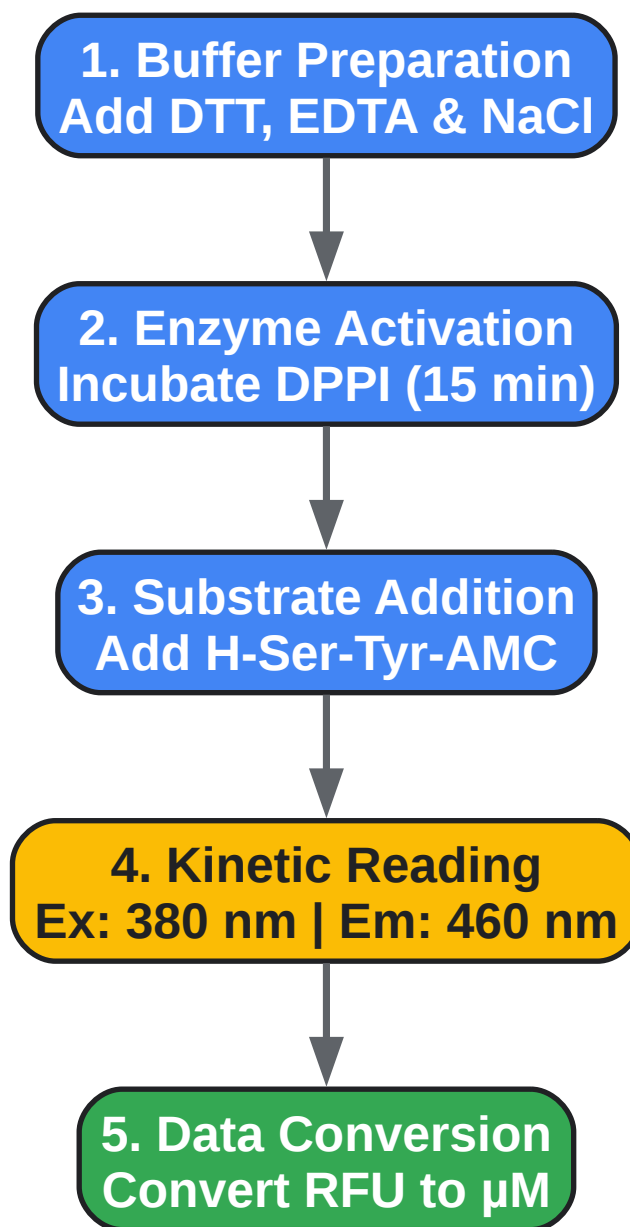 1. Buffer Preparation
Add DTT, EDTA & NaCl
2. Enzyme Activation
Incubate DPPI (15 min)
3. Substrate Addition
Add H-Ser-Tyr-AMC
4. Kinetic Reading
Ex: 380 nm | Em: 460 nm
5. Data Conversion
Convert RFU to µM